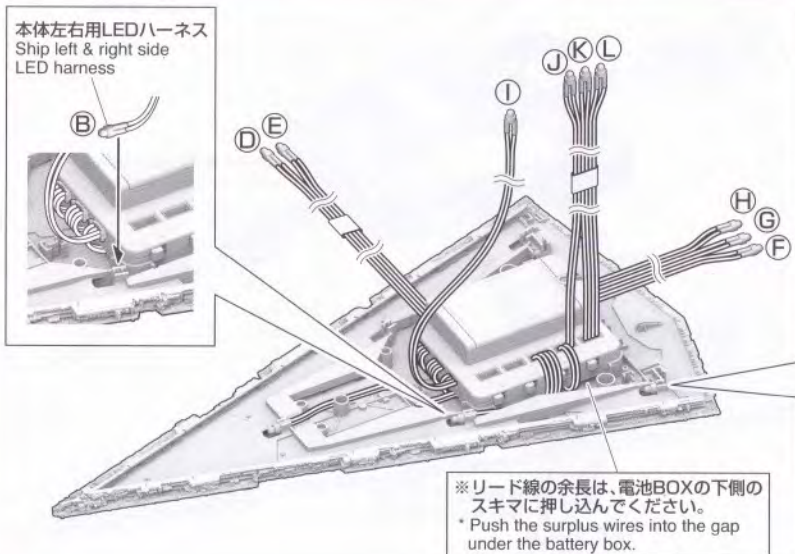 本体左右用LEDハーネス
Ship left & right side
LED harness
Ⓑ
Ⓓ Ⓔ
Ⓘ
Ⓙ Ⓚ Ⓛ
Ⓗ
Ⓖ
Ⓕ
※リード線の余長は、電池BOXの下側の
スキマに押し込んでください。
* Push the surplus wires into the gap
under the battery box.